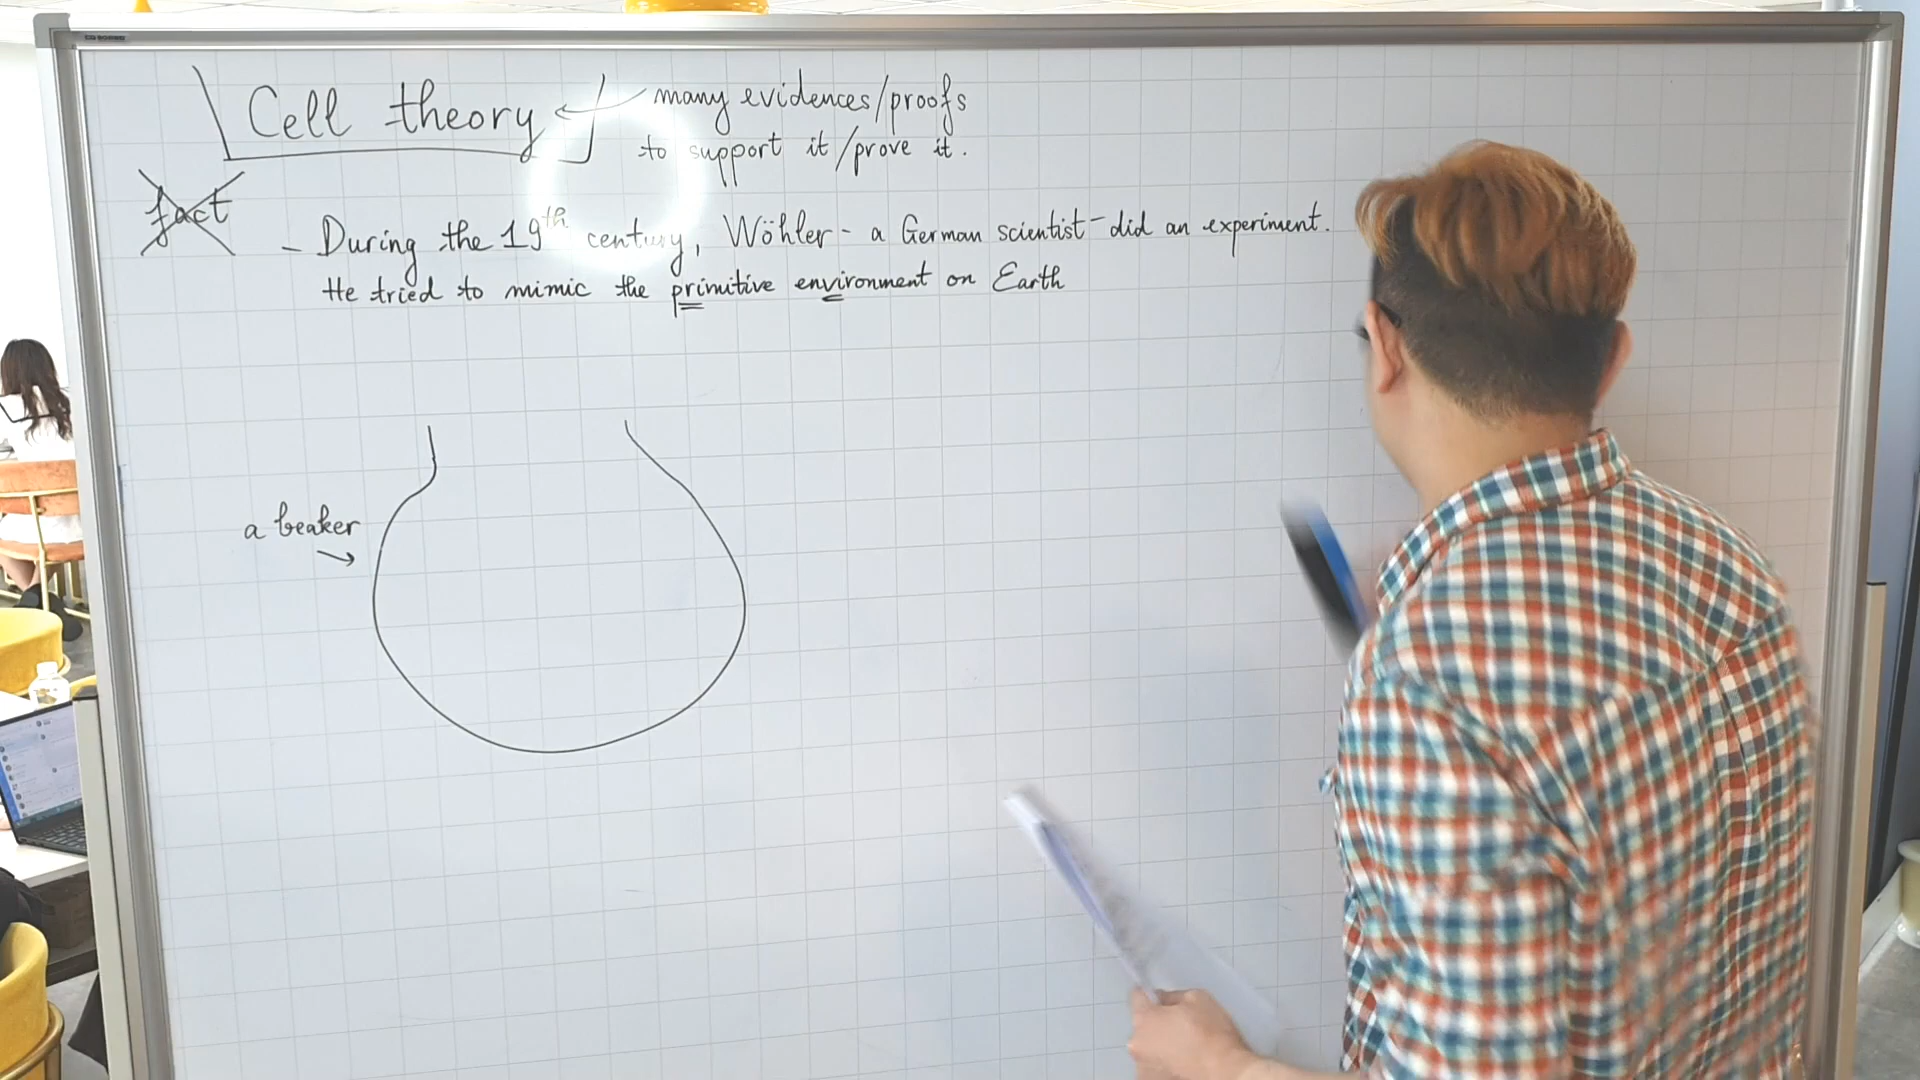 Cell theory
many evidences/proofs
to support it/prove it.
fact
- During the 19th century, Wöhler - a German scientist - did an experiment.
He tried to mimic the primitive environment on Earth
a beaker